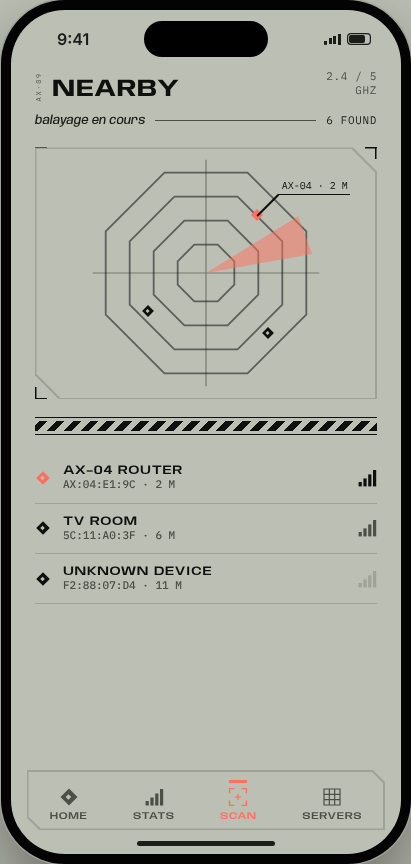 9:41
AX-09
NEARBY
2.4 / 5
GHZ
balayage en cours
6 FOUND
AX-04 · 2 M
AX-04 ROUTER
AX:04:E1:9C · 2 M
TV ROOM
5C:11:A0:3F · 6 M
UNKNOWN DEVICE
F2:88:07:D4 · 11 M
HOME
STATS
SCAN
SERVERS